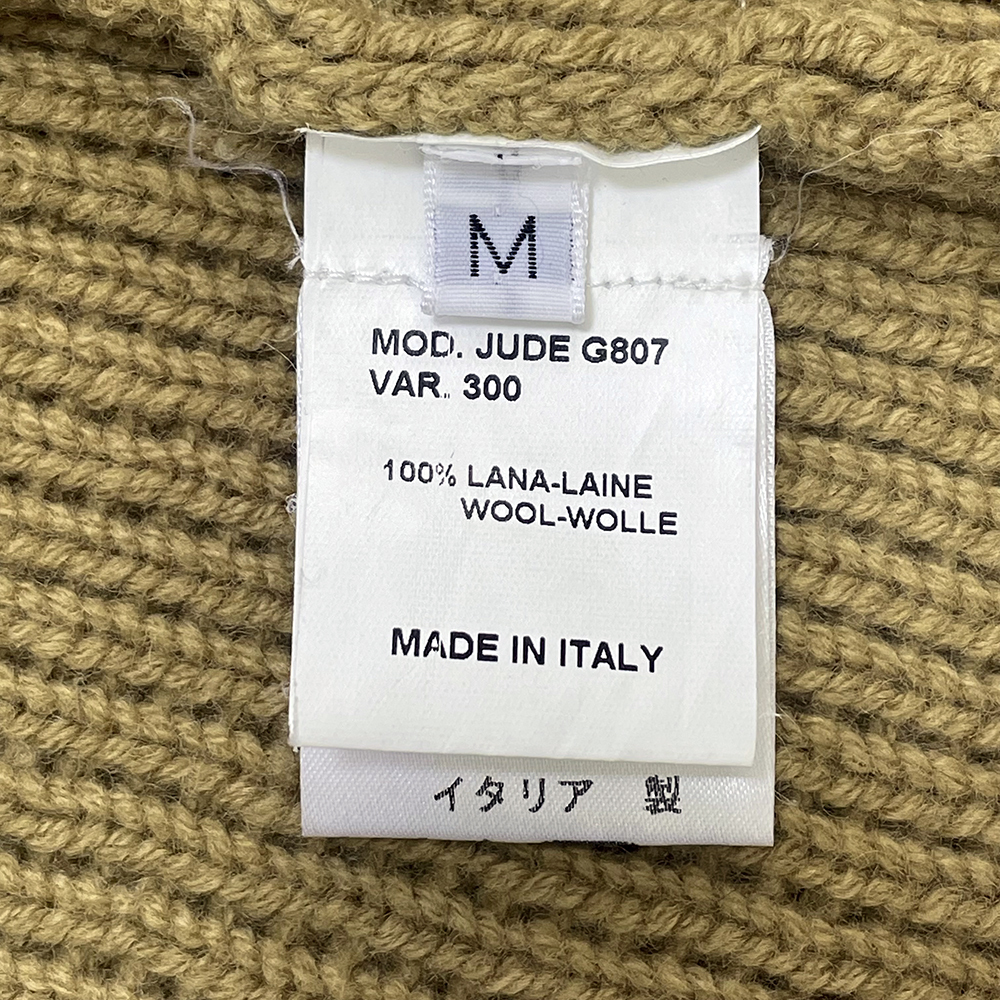 M
MOD. JUDE G807
VAR. 300
100% LANA-LAINE
WOOL-WOLLE
MADE IN ITALY
イタリア 製